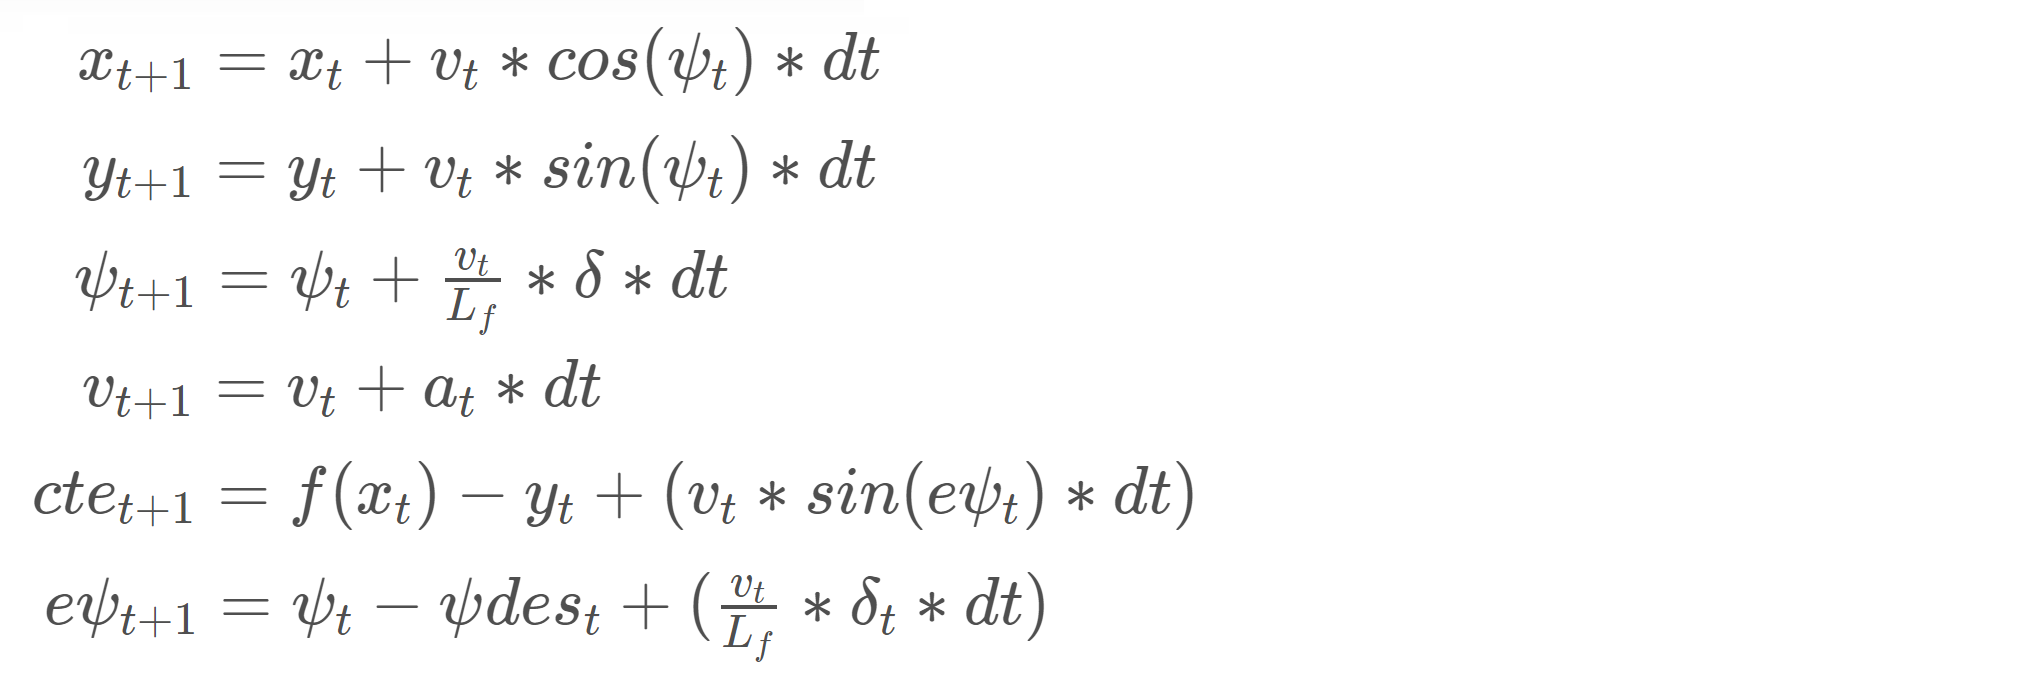 x_{t+1} = x_t + v_t * cos(ψ_t) * dt
y_{t+1} = y_t + v_t * sin(ψ_t) * dt
ψ_{t+1} = ψ_t + \frac{v_t}{L_f} * δ * dt
v_{t+1} = v_t + a_t * dt
cte_{t+1} = f(x_t) − y_t + (v_t * sin(eψ_t) * dt)
eψ_{t+1} = ψ_t − ψdes_t + (\frac{v_t}{L_f} * δ_t * dt)